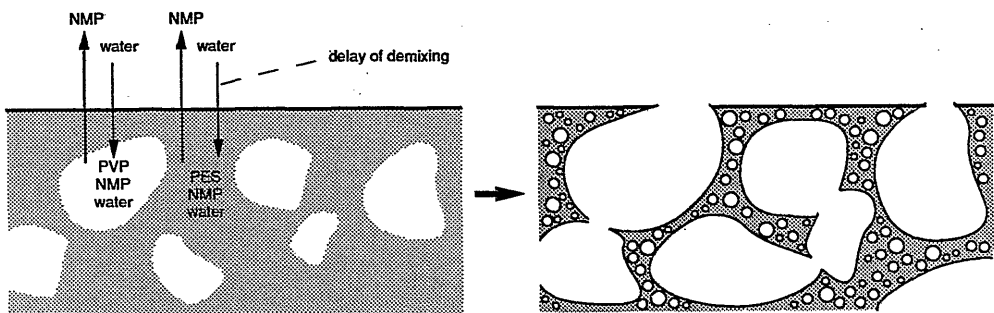 NMP
NMP
water
water
delay of demixing
PVP
NMP
water
PES
NMP
water